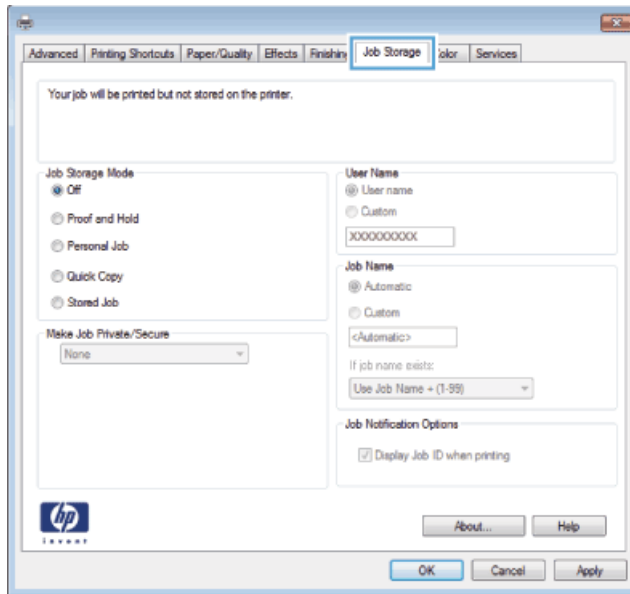 Advanced Printing Shortcuts Paper/Quality Effects Finishing Job Storage Color Services
Your job will be printed but not stored on the printer.
Job Storage Mode
Off
Proof and Hold
Personal Job
Quick Copy
Stored Job
Make Job Private/Secure
None
User Name
User name
Custom
XXXXXXXXX
Job Name
Automatic
Custom
<Automatic>
If job name exists:
Use Job Name + (1-99)
Job Notification Options
Display Job ID when printing
hp
invent
About... Help
OK Cancel Apply